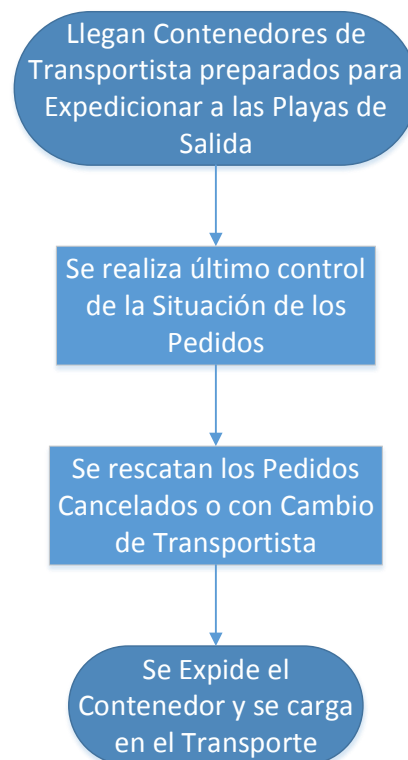 Llegan Contenedores de
Transportista preparados para
Expedicionar a las Playas de
Salida
Se realiza último control
de la Situación de los
Pedidos
Se rescatan los Pedidos
Cancelados o con Cambio
de Transportista
Se Expide el
Contenedor y se carga
en el Transporte